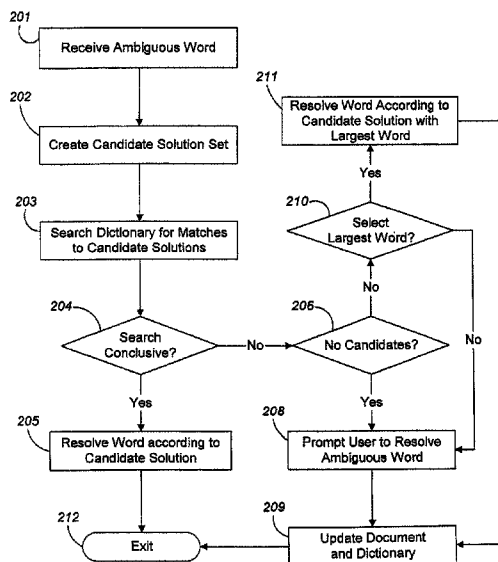 201
Receive Ambiguous Word
202
Create Candidate Solution Set
203
Search Dictionary for Matches
to Candidate Solutions
204
Search
Conclusive?
No
Yes
205
Resolve Word according to
Candidate Solution
212
Exit
211
Resolve Word According to
Candidate Solution with
Largest Word
Yes
210
Select
Largest Word?
No
No
206
No Candidates?
Yes
208
Prompt User to Resolve
Ambiguous Word
209
Update Document
and Dictionary